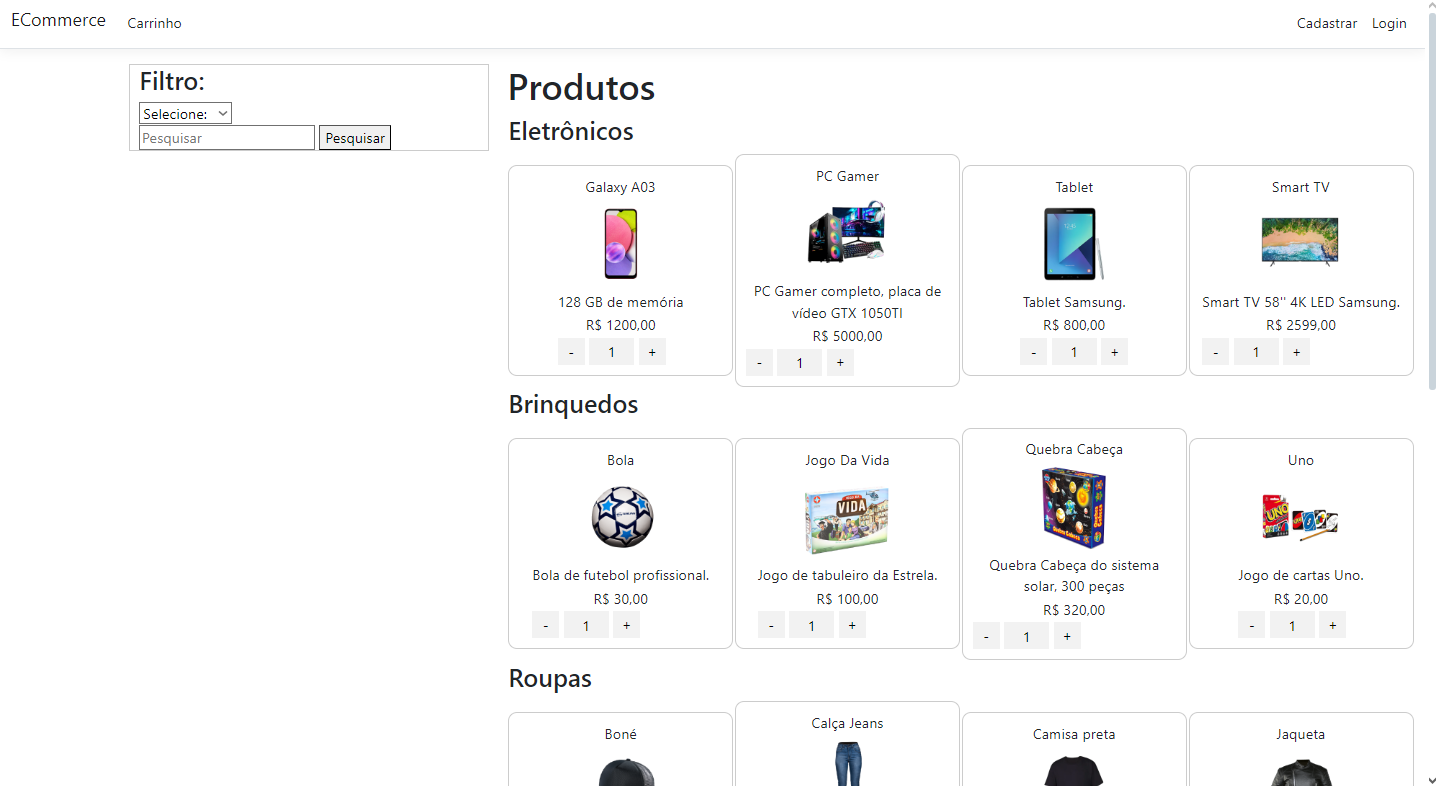 ECommerce Carrinho Cadastrar Login
Filtro:
Selecione:
Pesquisar Pesquisar
Produtos
Eletrônicos
Galaxy A03
128 GB de memória
R$ 1200,00
- 1 +
PC Gamer
PC Gamer completo, placa de
vídeo GTX 1050TI
R$ 5000,00
- 1 +
Tablet
Tablet Samsung.
R$ 800,00
- 1 +
Smart TV
Smart TV 58'' 4K LED Samsung.
R$ 2599,00
- 1 +
Brinquedos
Bola
Bola de futebol profissional.
R$ 30,00
- 1 +
Jogo Da Vida
VIDA
Jogo de tabuleiro da Estrela.
R$ 100,00
- 1 +
Quebra Cabeça
Quebra Cabeça do sistema
solar, 300 peças
R$ 320,00
- 1 +
Uno
UNO
Jogo de cartas Uno.
R$ 20,00
- 1 +
Roupas
Boné
Calça Jeans
Camisa preta
Jaqueta